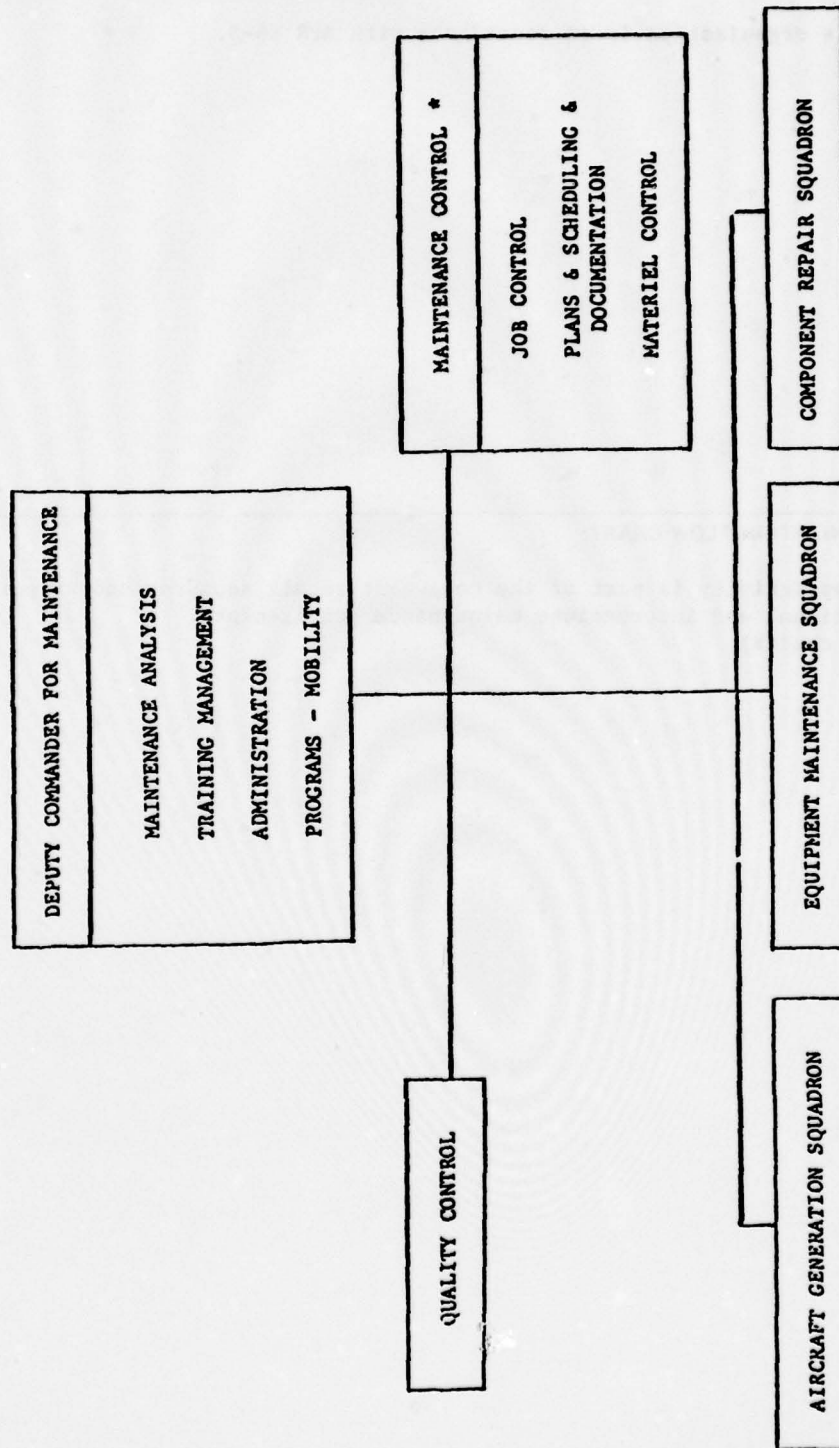 DEPUTY COMMANDER FOR MAINTENANCE
MAINTENANCE ANALYSIS
TRAINING MANAGEMENT
ADMINISTRATION
PROGRAMS - MOBILITY
QUALITY CONTROL
MAINTENANCE CONTROL *
JOB CONTROL
PLANS & SCHEDULING &
DOCUMENTATION
MATERIEL CONTROL
AIRCRAFT GENERATION SQUADRON
EQUIPMENT MAINTENANCE SQUADRON
COMPONENT REPAIR SQUADRON